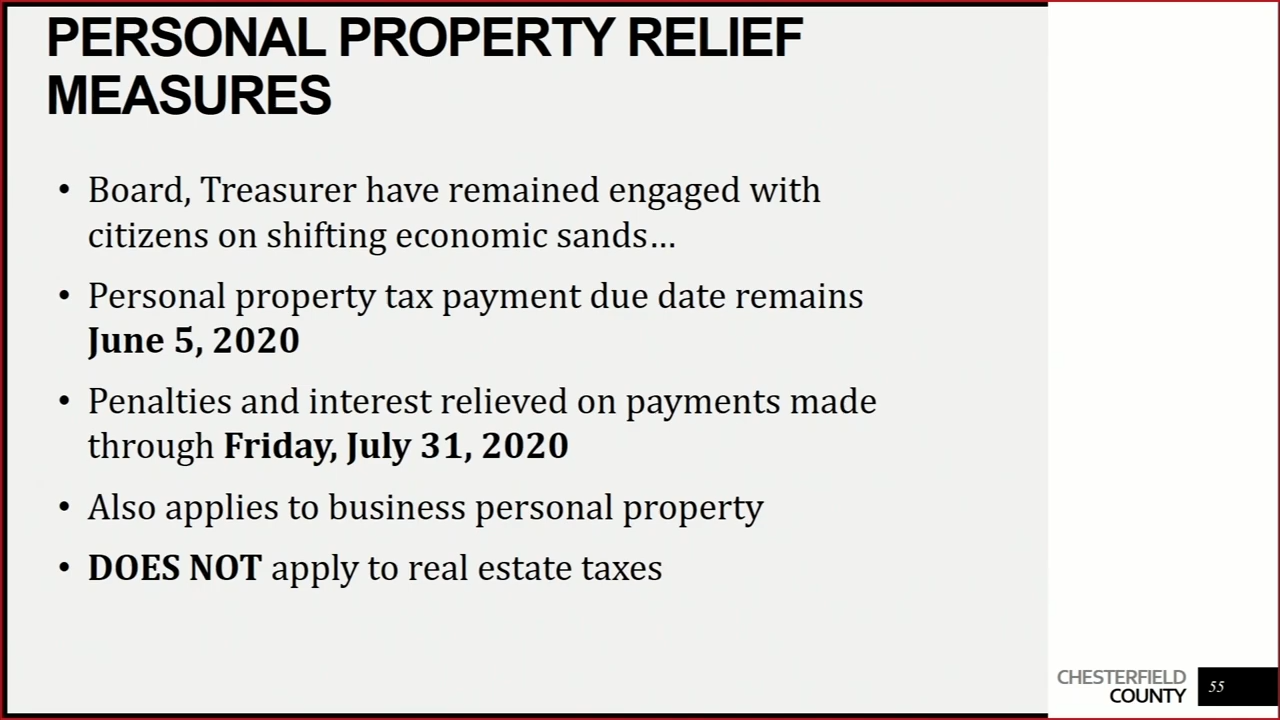 PERSONAL PROPERTY RELIEF
MEASURES
• Board, Treasurer have remained engaged with
citizens on shifting economic sands…
• Personal property tax payment due date remains
June 5, 2020
• Penalties and interest relieved on payments made
through Friday, July 31, 2020
• Also applies to business personal property
• DOES NOT apply to real estate taxes
CHESTERFIELD
COUNTY
55